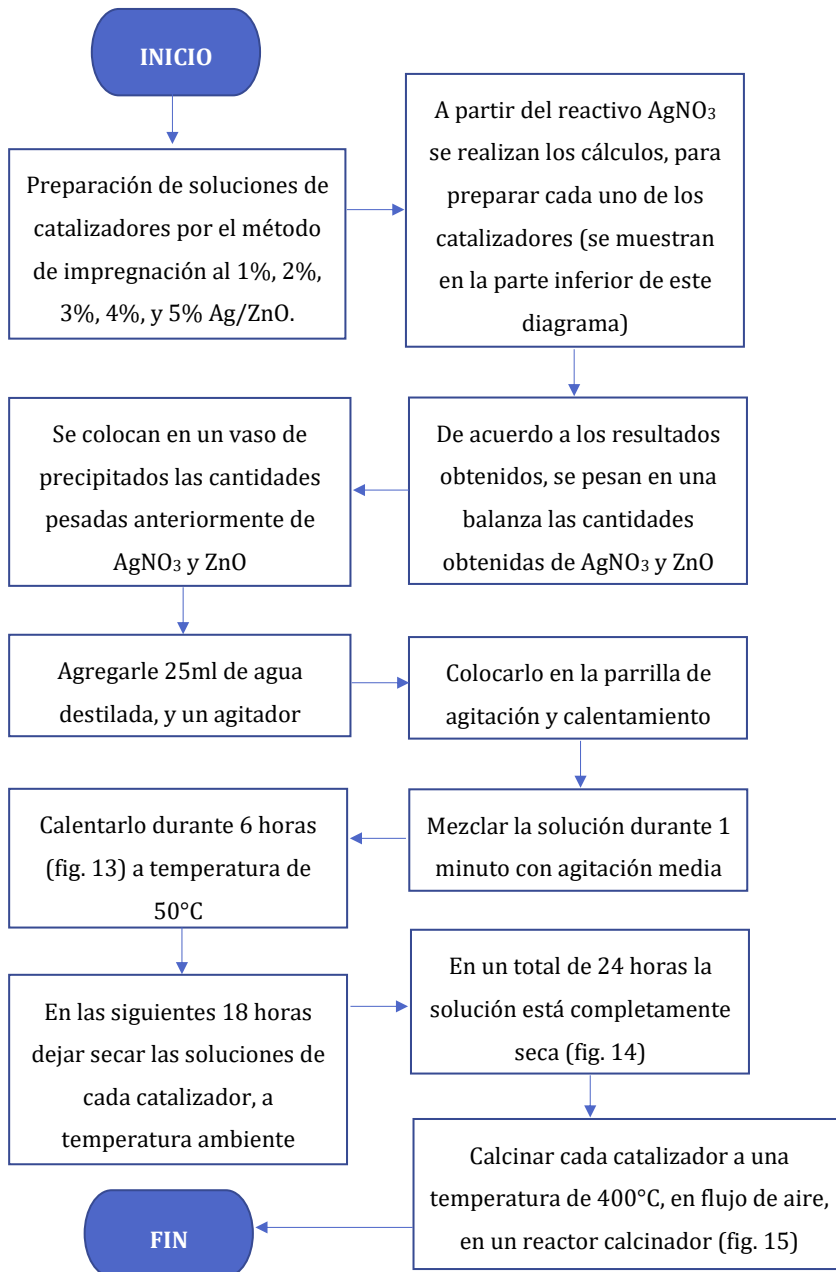 INICIO
Preparación de soluciones de
catalizadores por el método
de impregnación al 1%, 2%,
3%, 4%, y 5% Ag/ZnO.
A partir del reactivo AgNO₃
se realizan los cálculos, para
preparar cada uno de los
catalizadores (se muestran
en la parte inferior de este
diagrama)
De acuerdo a los resultados
obtenidos, se pesan en una
balanza las cantidades
obtenidas de AgNO₃ y ZnO
Se colocan en un vaso de
precipitados las cantidades
pesadas anteriormente de
AgNO₃ y ZnO
Agregarle 25ml de agua
destilada, y un agitador
Colocarlo en la parrilla de
agitación y calentamiento
Mezclar la solución durante 1
minuto con agitación media
Calentarlo durante 6 horas
(fig. 13) a temperatura de
50°C
En las siguientes 18 horas
dejar secar las soluciones de
cada catalizador, a
temperatura ambiente
En un total de 24 horas la
solución está completamente
seca (fig. 14)
Calcinar cada catalizador a una
temperatura de 400°C, en flujo de aire,
en un reactor calcinador (fig. 15)
FIN